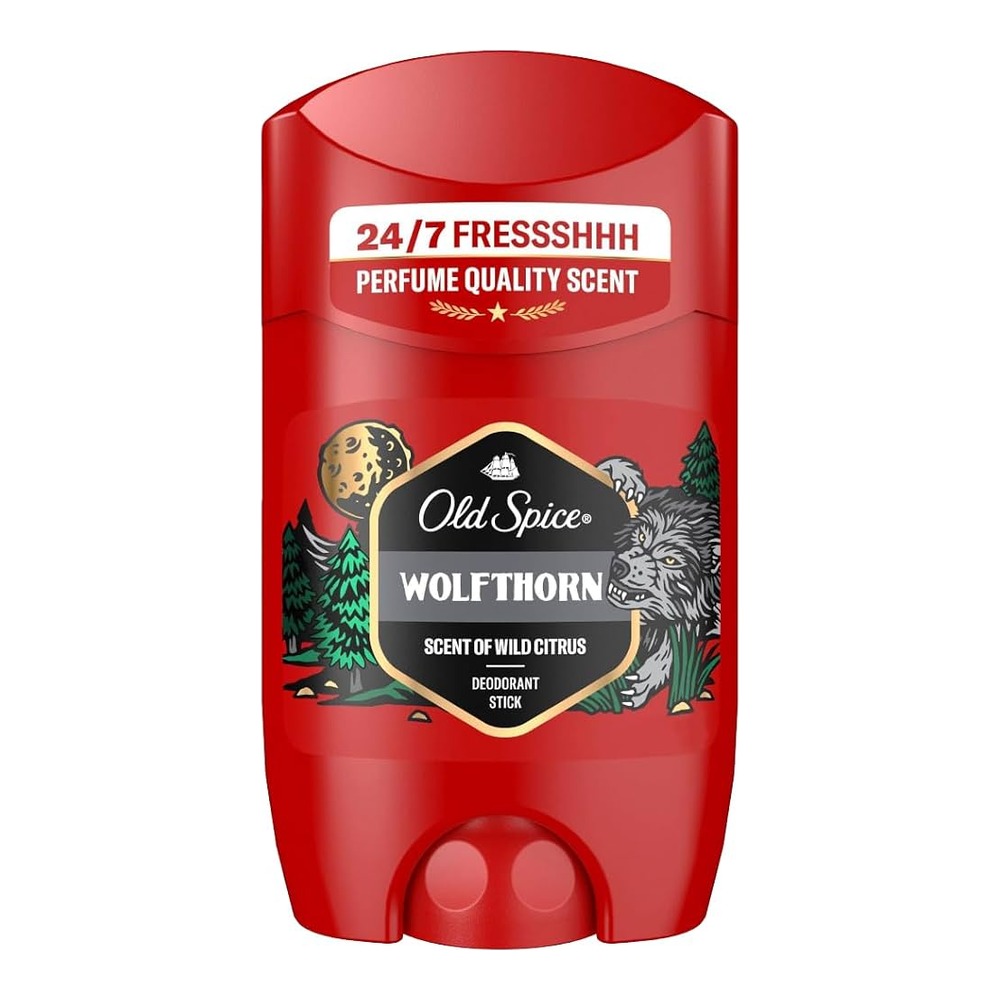 24/7 FRESSSHHH
PERFUME QUALITY SCENT
Old Spice®
WOLFTHORN
SCENT OF WILD CITRUS
DEODORANT
STICK